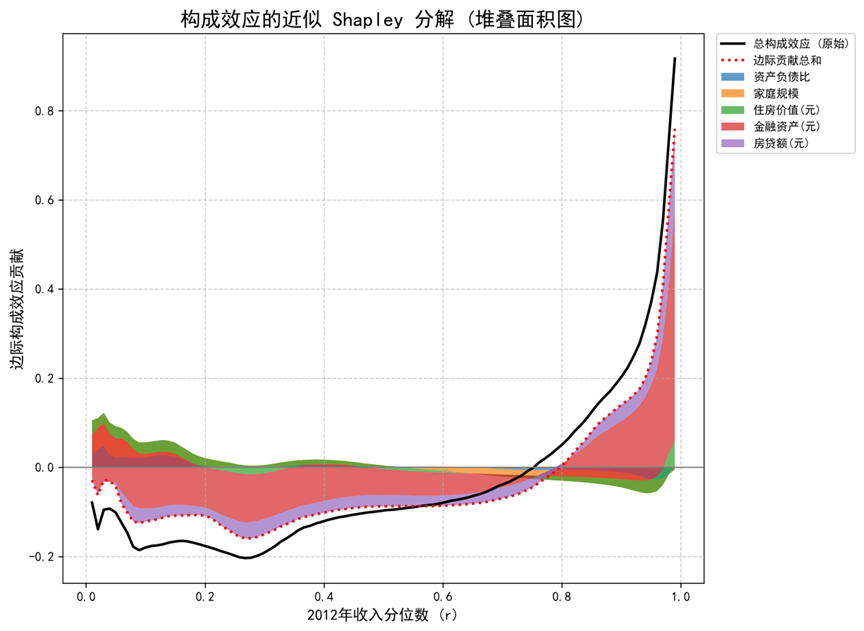 构成效应的近似 Shapley 分解 (堆叠面积图)
总构成效应 (原始)
边际贡献总和
资产负债比
家庭规模
住房价值(元)
金融资产(元)
房贷额(元)
边际构成效应贡献
0.8
0.6
0.4
0.2
0.0
-0.2
0.0 0.2 0.4 0.6 0.8 1.0
2012年收入分位数 (r)